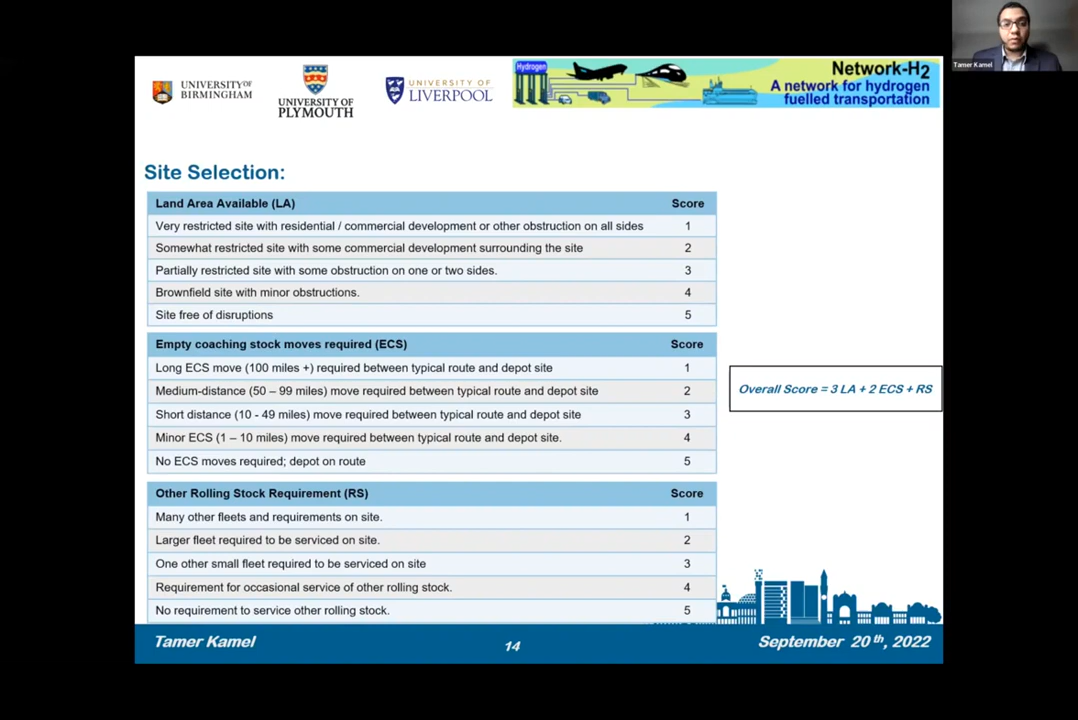 Tamer Kamel
UNIVERSITY OF
BIRMINGHAM
UNIVERSITY OF
PLYMOUTH
UNIVERSITY OF
LIVERPOOL
Hydrogen
Network-H2
A network for hydrogen
fuelled transportation
Site Selection:
Land Area Available (LA) Score
Very restricted site with residential / commercial development or other obstruction on all sides 1
Somewhat restricted site with some commercial development surrounding the site 2
Partially restricted site with some obstruction on one or two sides. 3
Brownfield site with minor obstructions. 4
Site free of disruptions 5
Empty coaching stock moves required (ECS) Score
Long ECS move (100 miles +) required between typical route and depot site 1
Medium-distance (50 – 99 miles) move required between typical route and depot site 2
Short distance (10 - 49 miles) move required between typical route and depot site 3
Minor ECS (1 – 10 miles) move required between typical route and depot site. 4
No ECS moves required; depot on route 5
Overall Score = 3 LA + 2 ECS + RS
Other Rolling Stock Requirement (RS) Score
Many other fleets and requirements on site. 1
Larger fleet required to be serviced on site. 2
One other small fleet required to be serviced on site 3
Requirement for occasional service of other rolling stock. 4
No requirement to service other rolling stock. 5
Tamer Kamel 14 September 20th, 2022